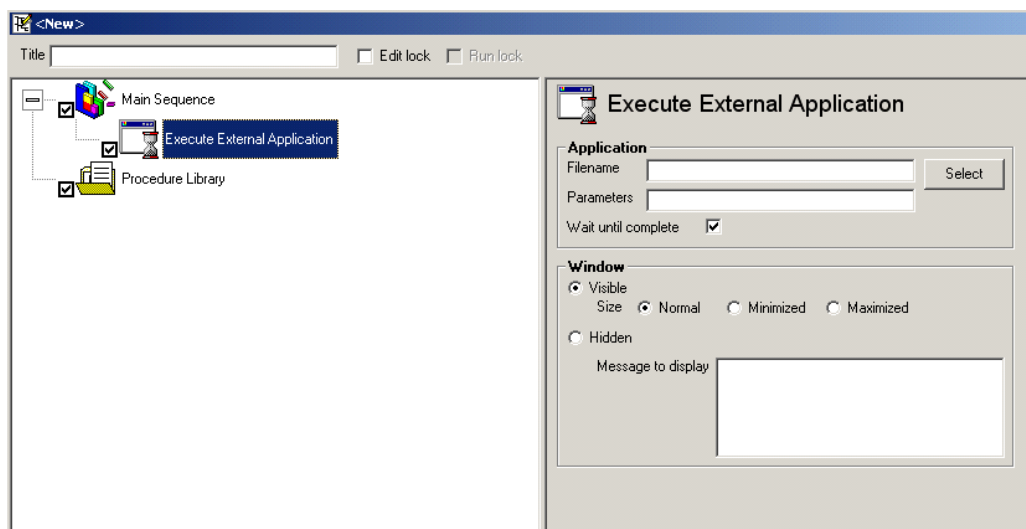 <New>
Title Edit lock Run lock
Main Sequence
Execute External Application
Procedure Library
Execute External Application
Application
Filename Select
Parameters
Wait until complete
Window
Visible
Size Normal Minimized Maximized
Hidden
Message to display